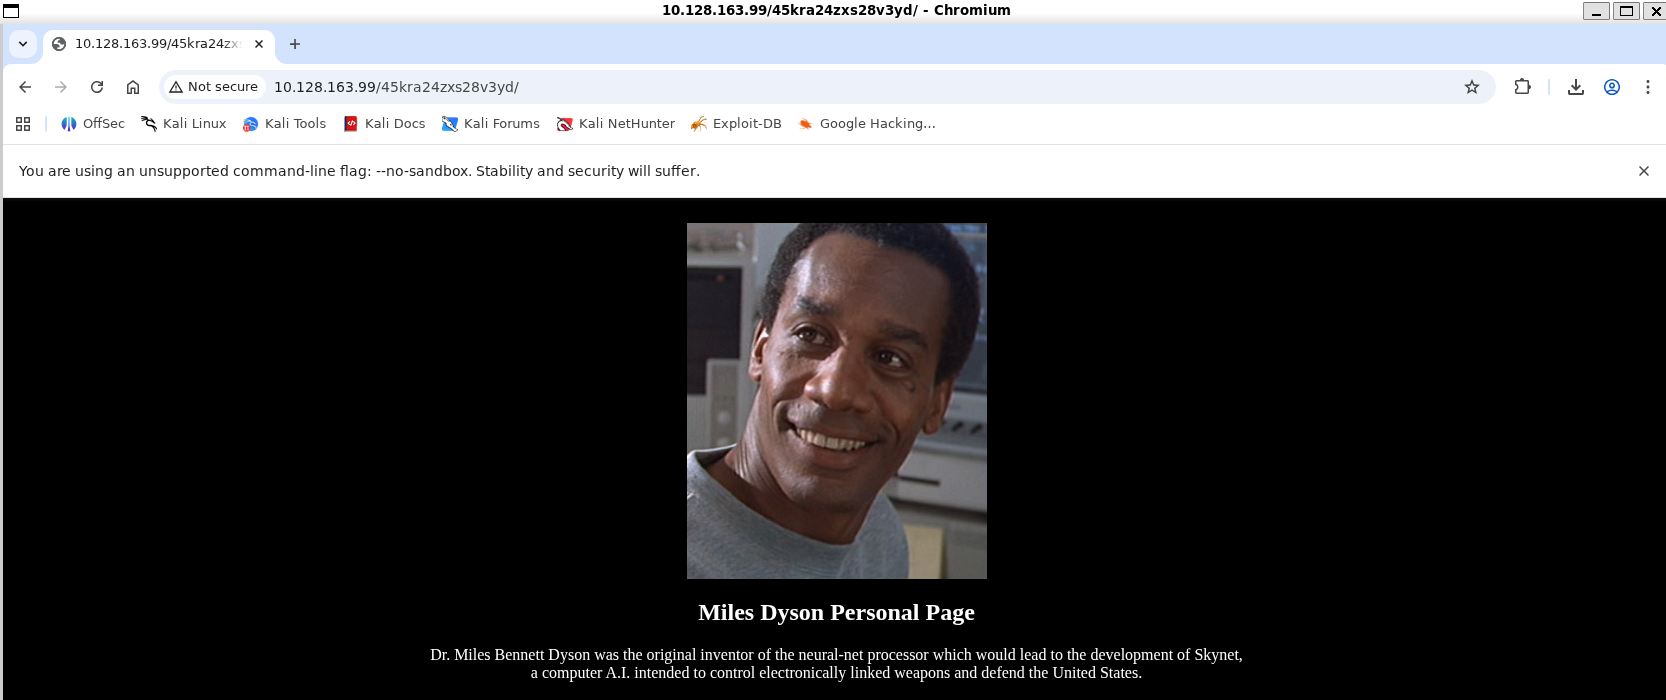 10.128.163.99/45kra24zxs28v3yd/ - Chromium
10.128.163.99/45kra24zx
Not secure
10.128.163.99/45kra24zxs28v3yd/
OffSec
Kali Linux
Kali Tools
Kali Docs
Kali Forums
Kali NetHunter
Exploit-DB
Google Hacking…
You are using an unsupported command-line flag: --no-sandbox. Stability and security will suffer.
Miles Dyson Personal Page
Dr. Miles Bennett Dyson was the original inventor of the neural-net processor which would lead to the development of Skynet,
a computer A.I. intended to control electronically linked weapons and defend the United States.